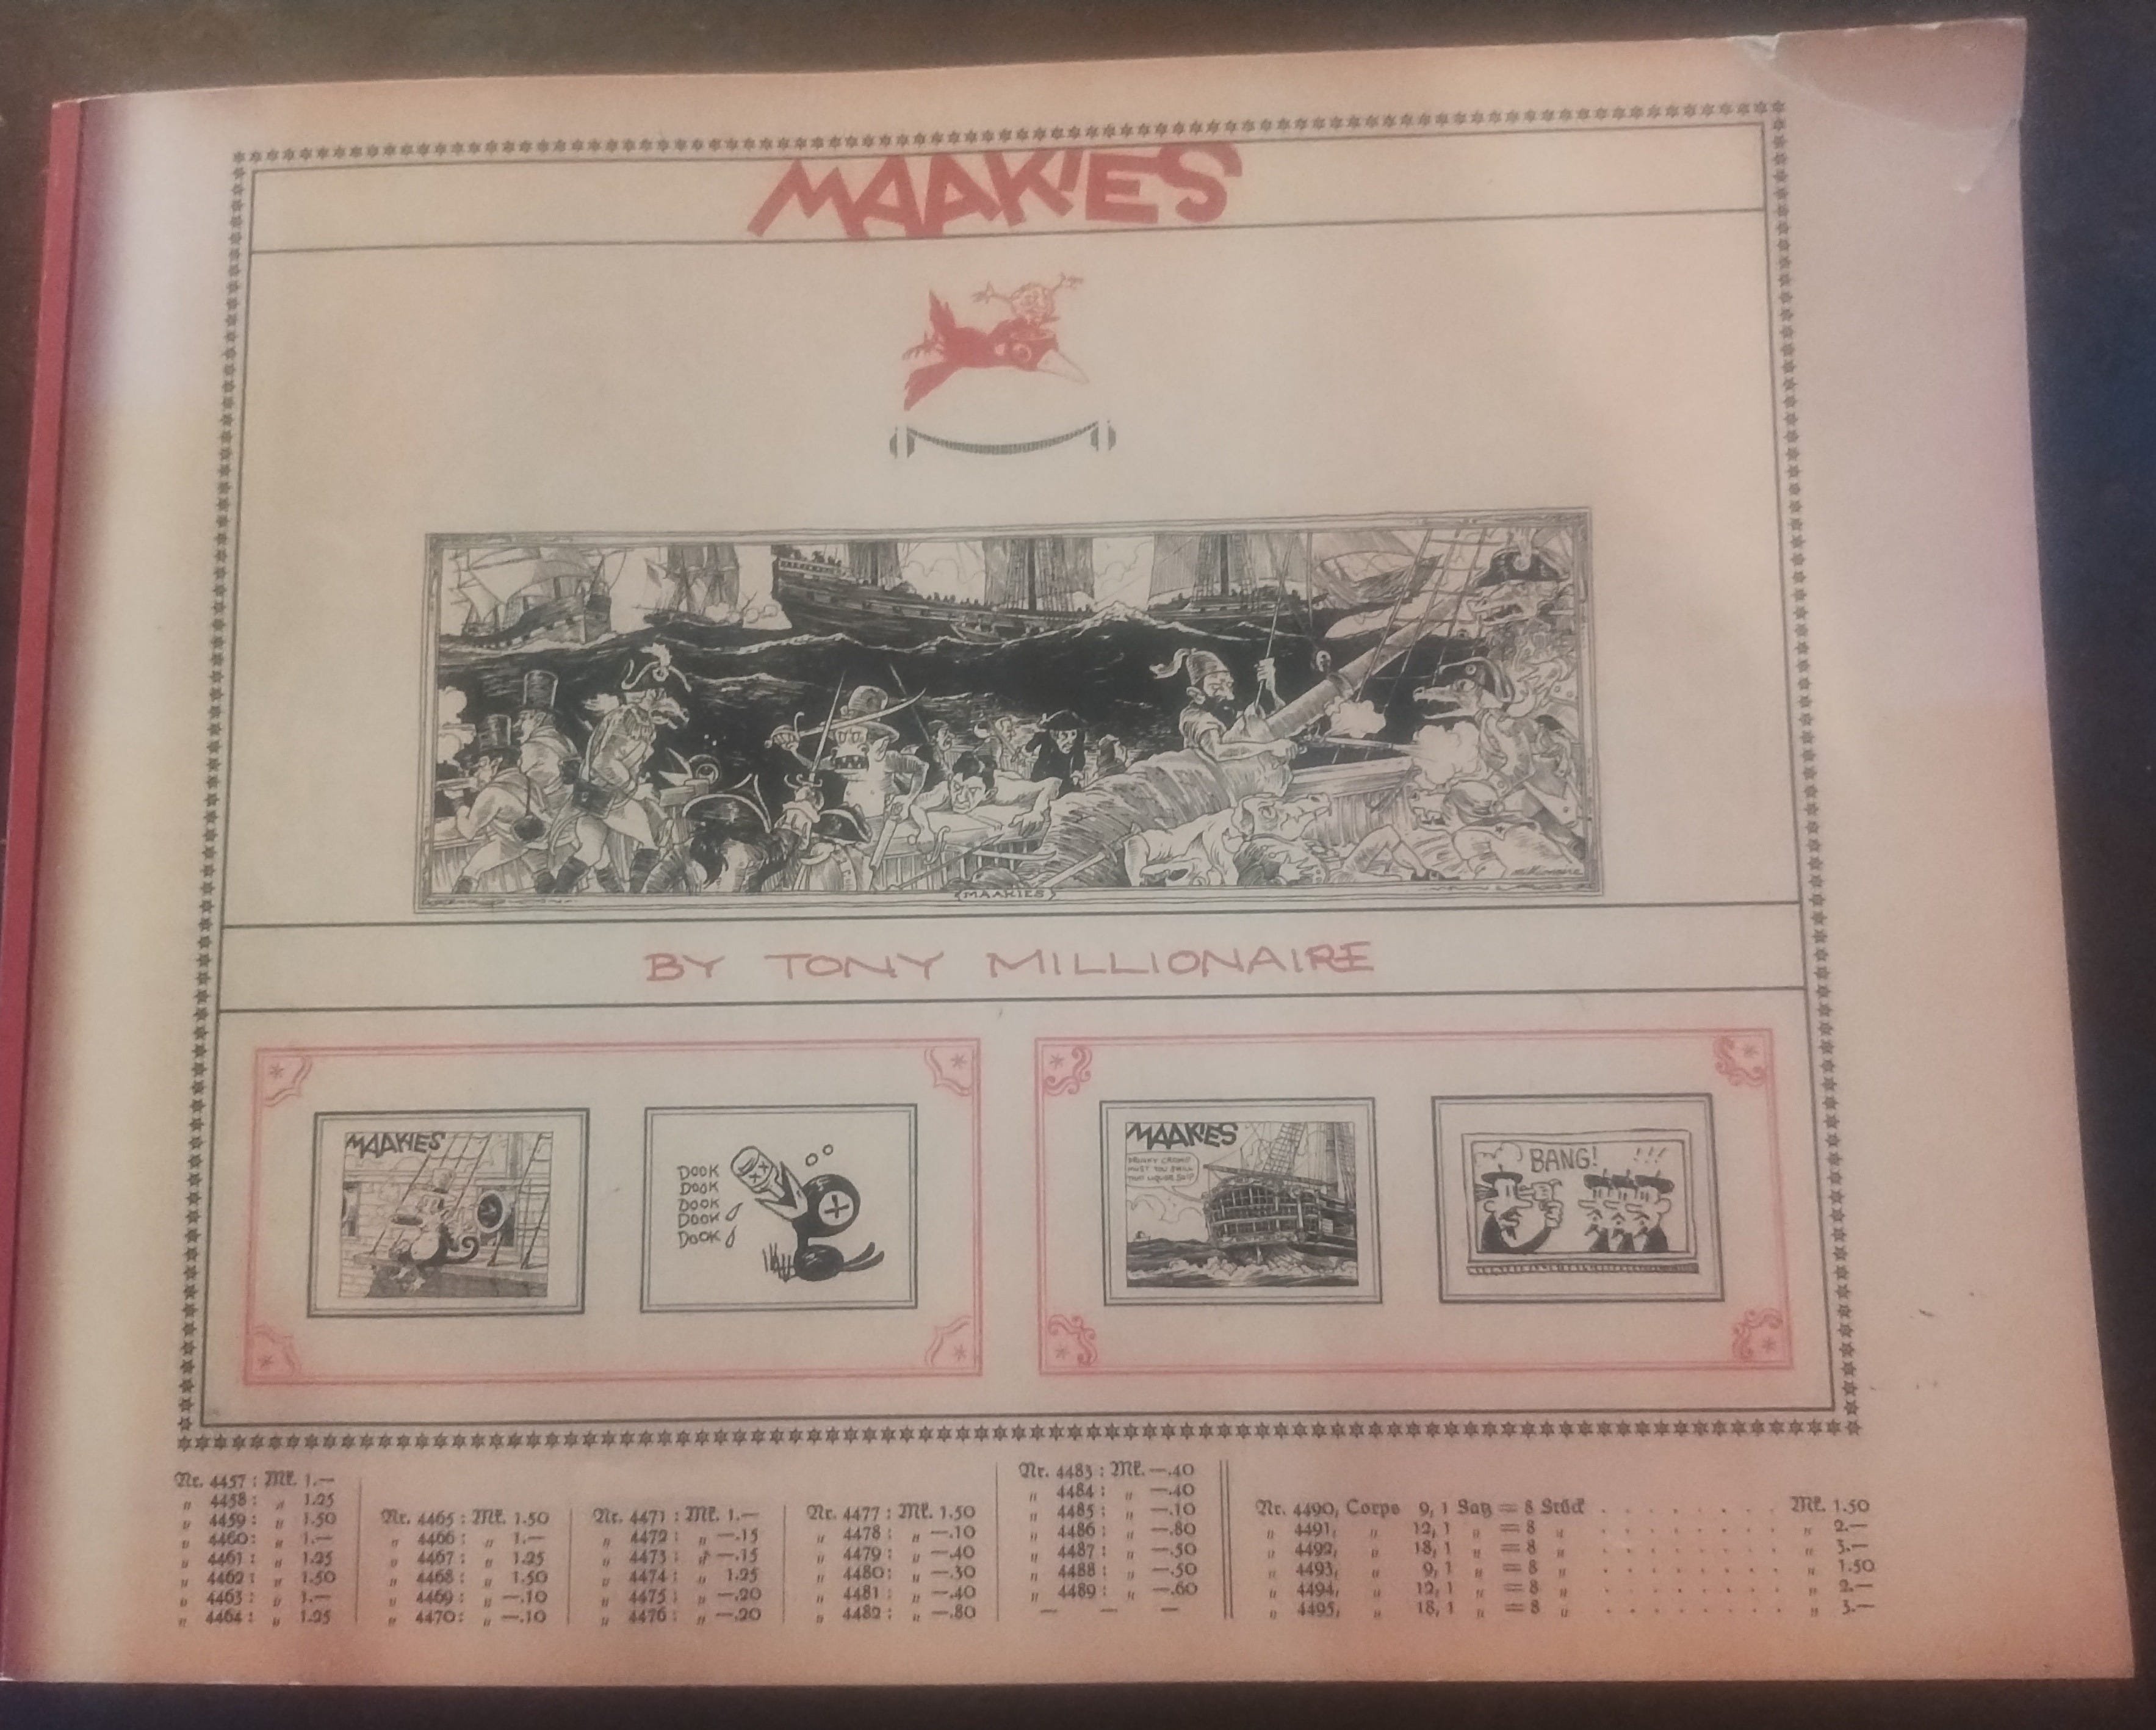 MAAKIES
MAAKIES
BY TONY MILLIONAIRE
MAAKIES
DOOK
DOOK
DOOK
DOOK
DOOK
MAAKIES
DRINKY CROW!
MUST YOU
THAT LIQUOR
BANG! !!!
Nr. 4457 : Mk. 1.—
„ 4458 : „ 1.25
„ 4459 : „ 1.50
„ 4460 : „ 1.—
„ 4461 : „ 1.25
„ 4462 : „ 1.50
„ 4463 : „ 1.—
„ 4464 : „ 1.25
Nr. 4465 : Mk. 1.50
„ 4466 : „ 1.—
„ 4467 : „ 1.25
„ 4468 : „ 1.50
„ 4469 : „ —.10
„ 4470 : „ —.10
Nr. 4471 : Mk. 1.—
„ 4472 : „ —.15
„ 4473 : „ —.15
„ 4474 : „ 1.25
„ 4475 : „ —.20
„ 4476 : „ —.20
Nr. 4477 : Mk. 1.50
„ 4478 : „ —.10
„ 4479 : „ —.40
„ 4480 : „ —.30
„ 4481 : „ —.40
„ 4482 : „ —.80
Nr. 4483 : Mk. —.40
„ 4484 : „ —.40
„ 4485 : „ —.10
„ 4486 : „ —.80
„ 4487 : „ —.50
„ 4488 : „ —.50
„ 4489 : „ —.60
— — —
Nr. 4490, Corps 9, 1 Satz = 8 Stück . . . . . . . . Mk. 1.50
„ 4491, „ 12, 1 „ = 8 „ . . . . . . . . „ 2.—
„ 4492, „ 18, 1 „ = 8 „ . . . . . . . . „ 3.—
„ 4493, „ 9, 1 „ = 8 „ . . . . . . . . „ 1.50
„ 4494, „ 12, 1 „ = 8 „ . . . . . . . . „ 2.—
„ 4495, „ 18, 1 „ = 8 „ . . . . . . . . „ 3.—